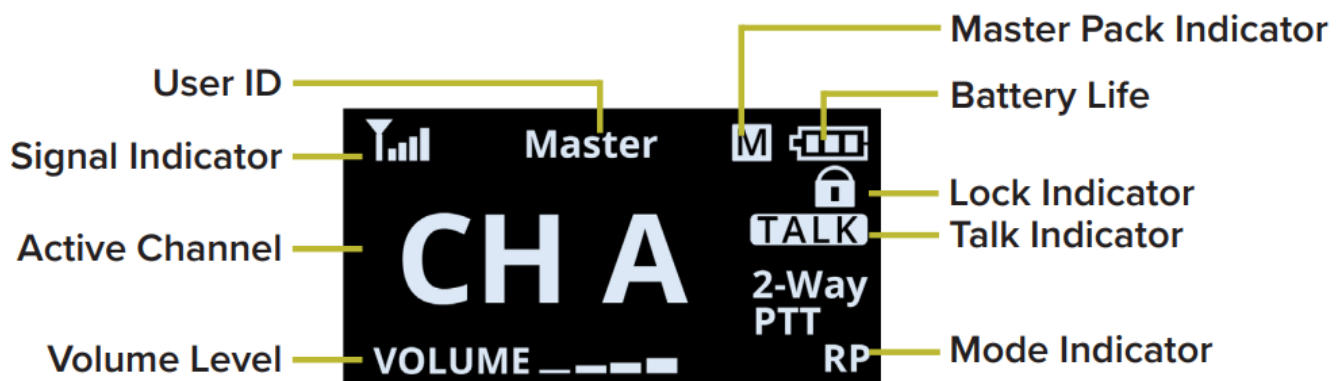 Master Pack Indicator
User ID
Battery Life
Master M
Signal Indicator
Lock Indicator
TALK
Talk Indicator
Active Channel
CH A
2-Way
PTT
Volume Level
VOLUME
RP
Mode Indicator